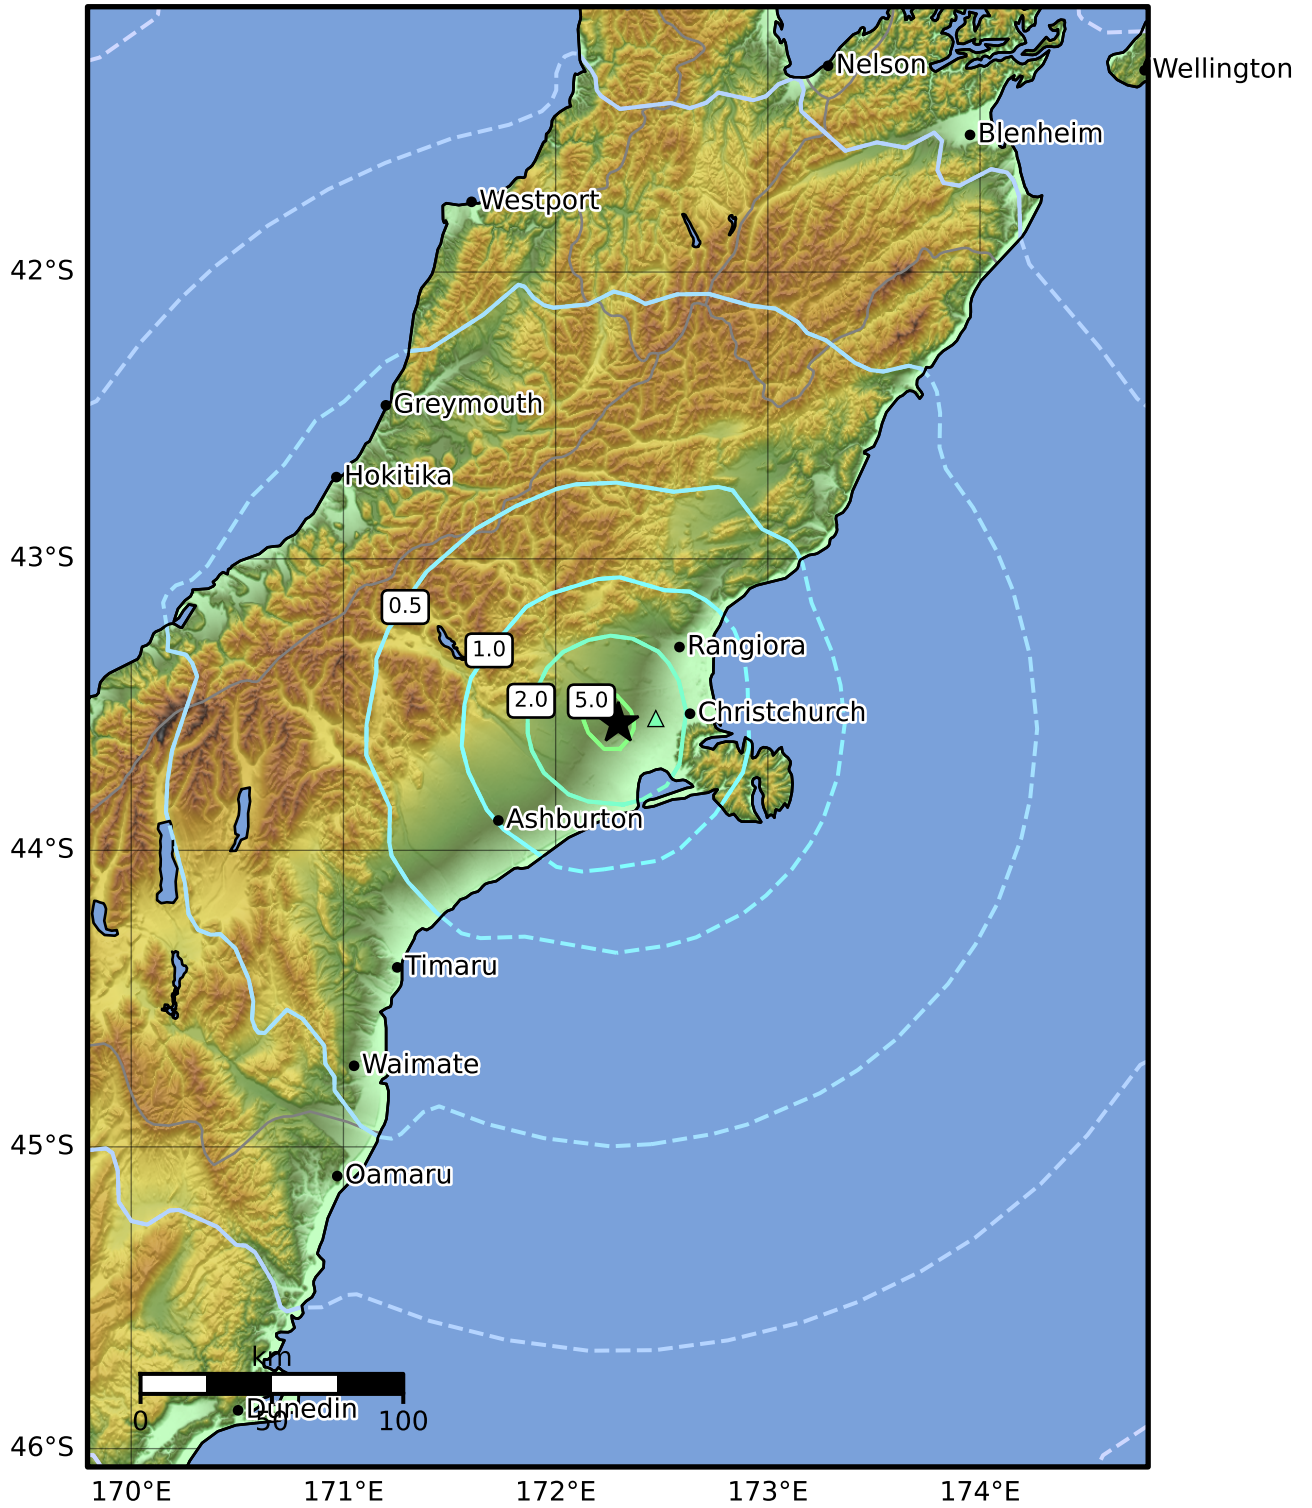 Nelson
Wellington
Blenheim
Westport
42°S
Greymouth
Hokitika
43°S
0.5
1.0
Rangiora
2.0
5.0
Christchurch
Ashburton
44°S
Timaru
Waimate
45°S
Oamaru
km
Dunedin
0
50
100
46°S
170°E
171°E
172°E
173°E
174°E